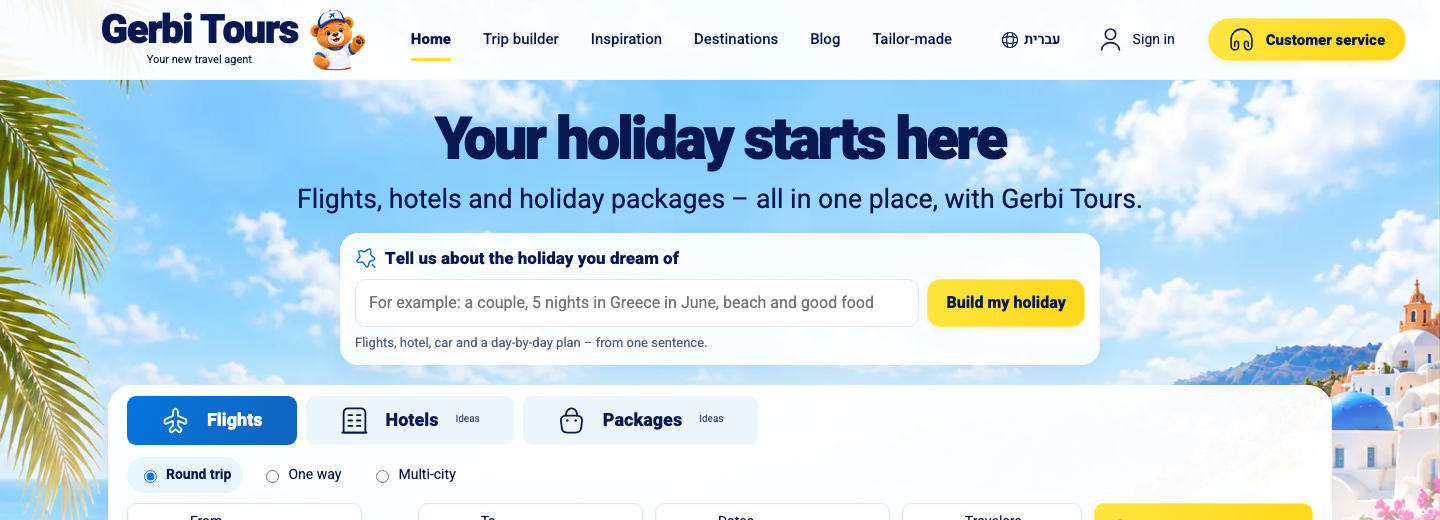 Gerbi Tours
Your new travel agent
Home Trip builder Inspiration Destinations Blog Tailor-made עברית Sign in Customer service
Your holiday starts here
Flights, hotels and holiday packages – all in one place, with Gerbi Tours.
Tell us about the holiday you dream of
For example: a couple, 5 nights in Greece in June, beach and good food Build my holiday
Flights, hotel, car and a day-by-day plan – from one sentence.
Flights Hotels Ideas Packages Ideas
Round trip One way Multi-city
From To Dates Travelers